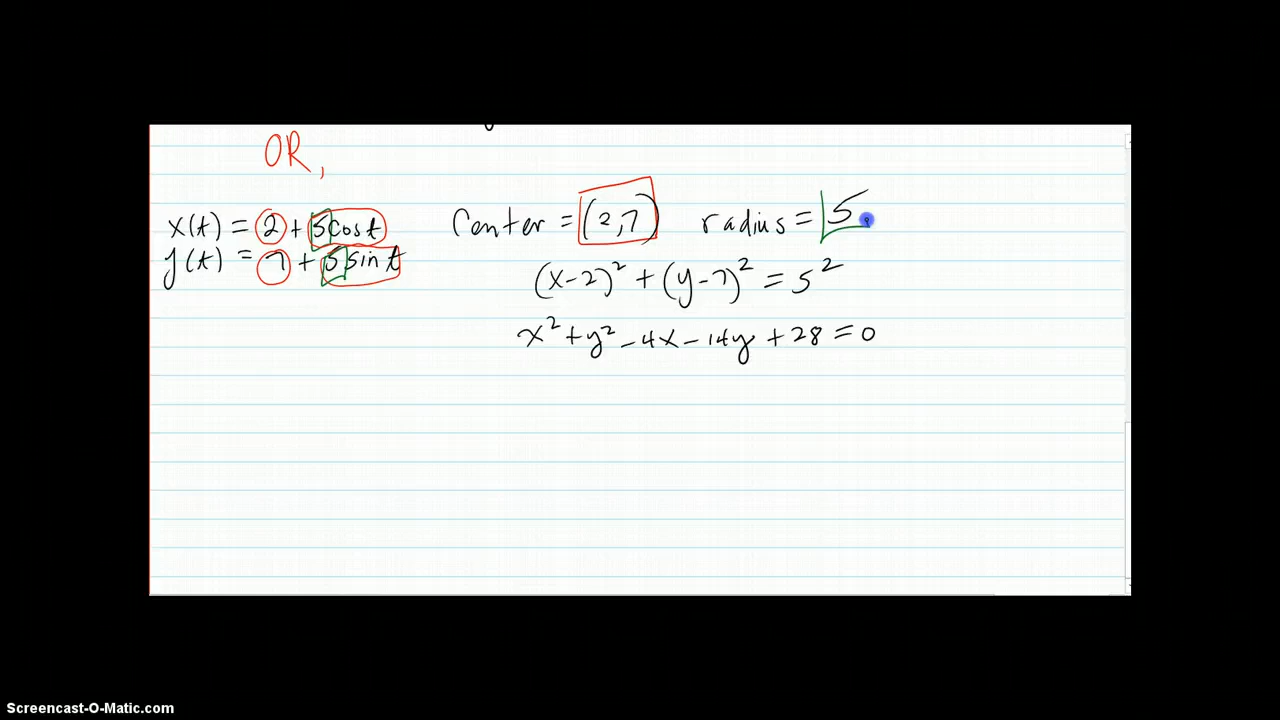 OR,
x(t) = 2 + 5cost
y(t) = 7 + 5sint
Center = (2,7) radius = 5.
(x-2)² + (y-7)² = 5²
x² + y² - 4x - 14y + 28 = 0
Screencast-O-Matic.com